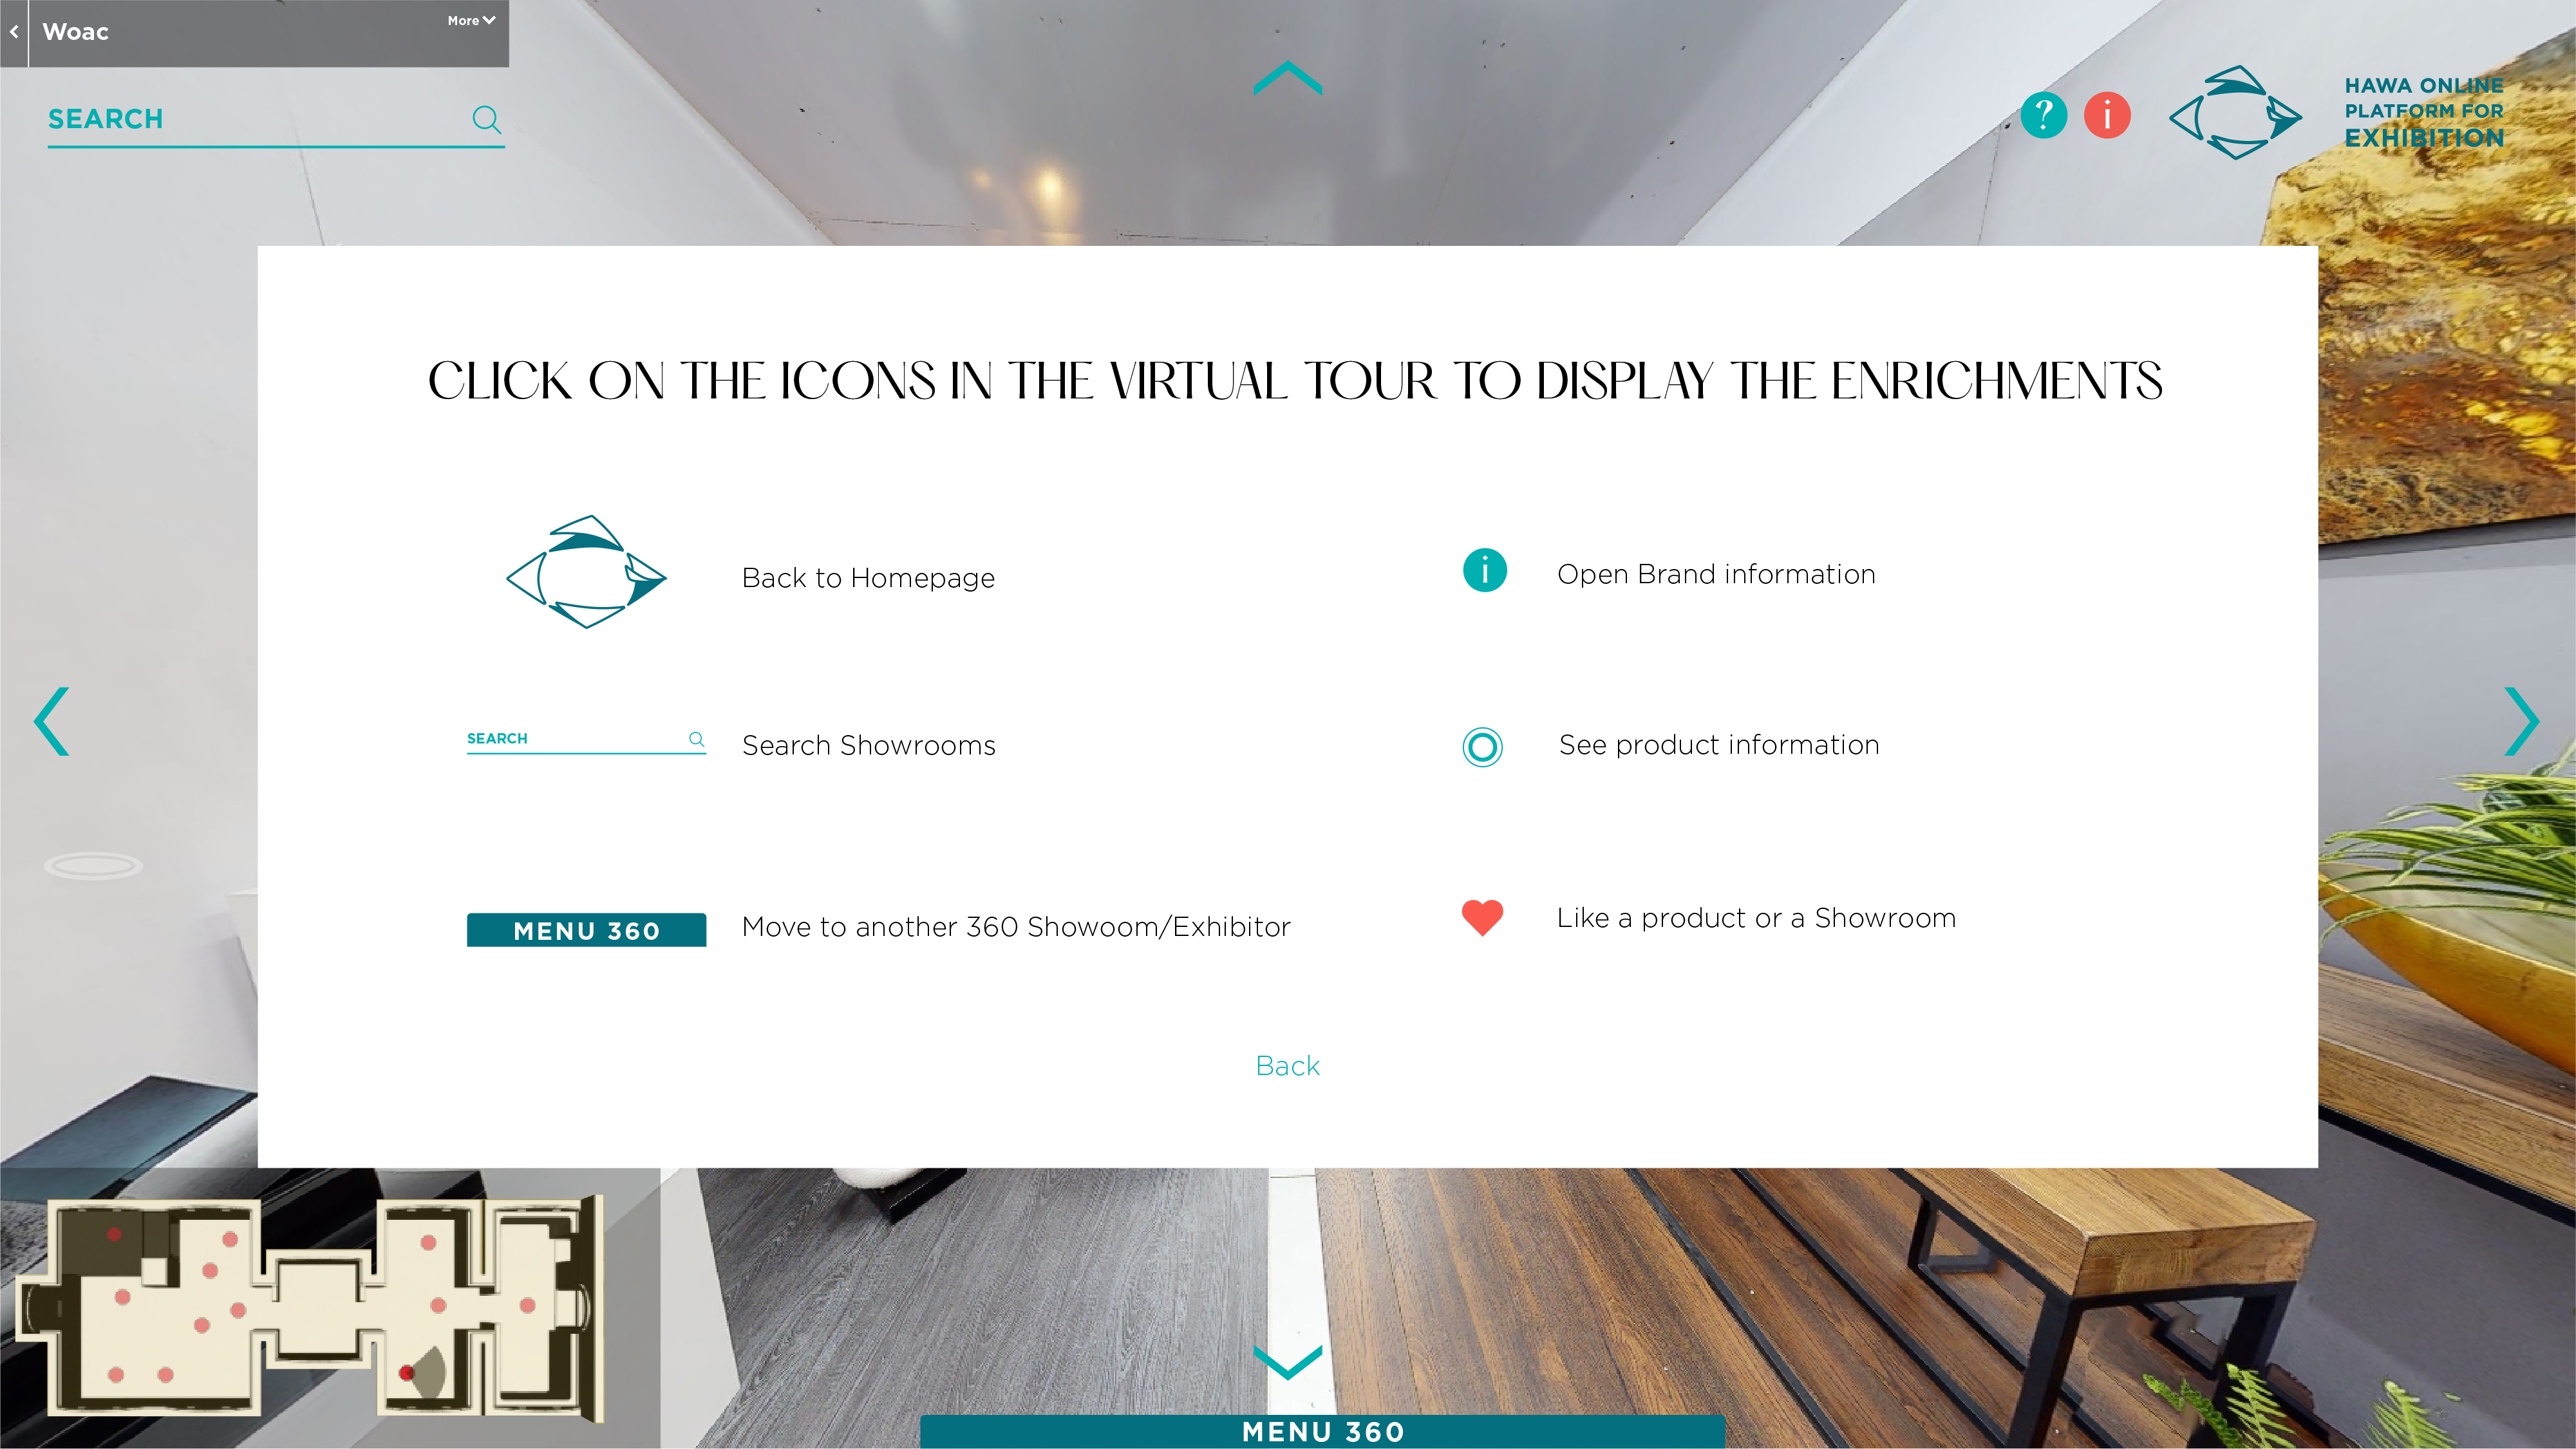 Woac
More
SEARCH
?
i
HAWA ONLINE
PLATFORM FOR
EXHIBITION
CLICK ON THE ICONS IN THE VIRTUAL TOUR TO DISPLAY THE ENRICHMENTS
Back to Homepage
i
Open Brand information
SEARCH
Search Showrooms
See product information
MENU 360
Move to another 360 Showoom/Exhibitor
Like a product or a Showroom
Back
MENU 360